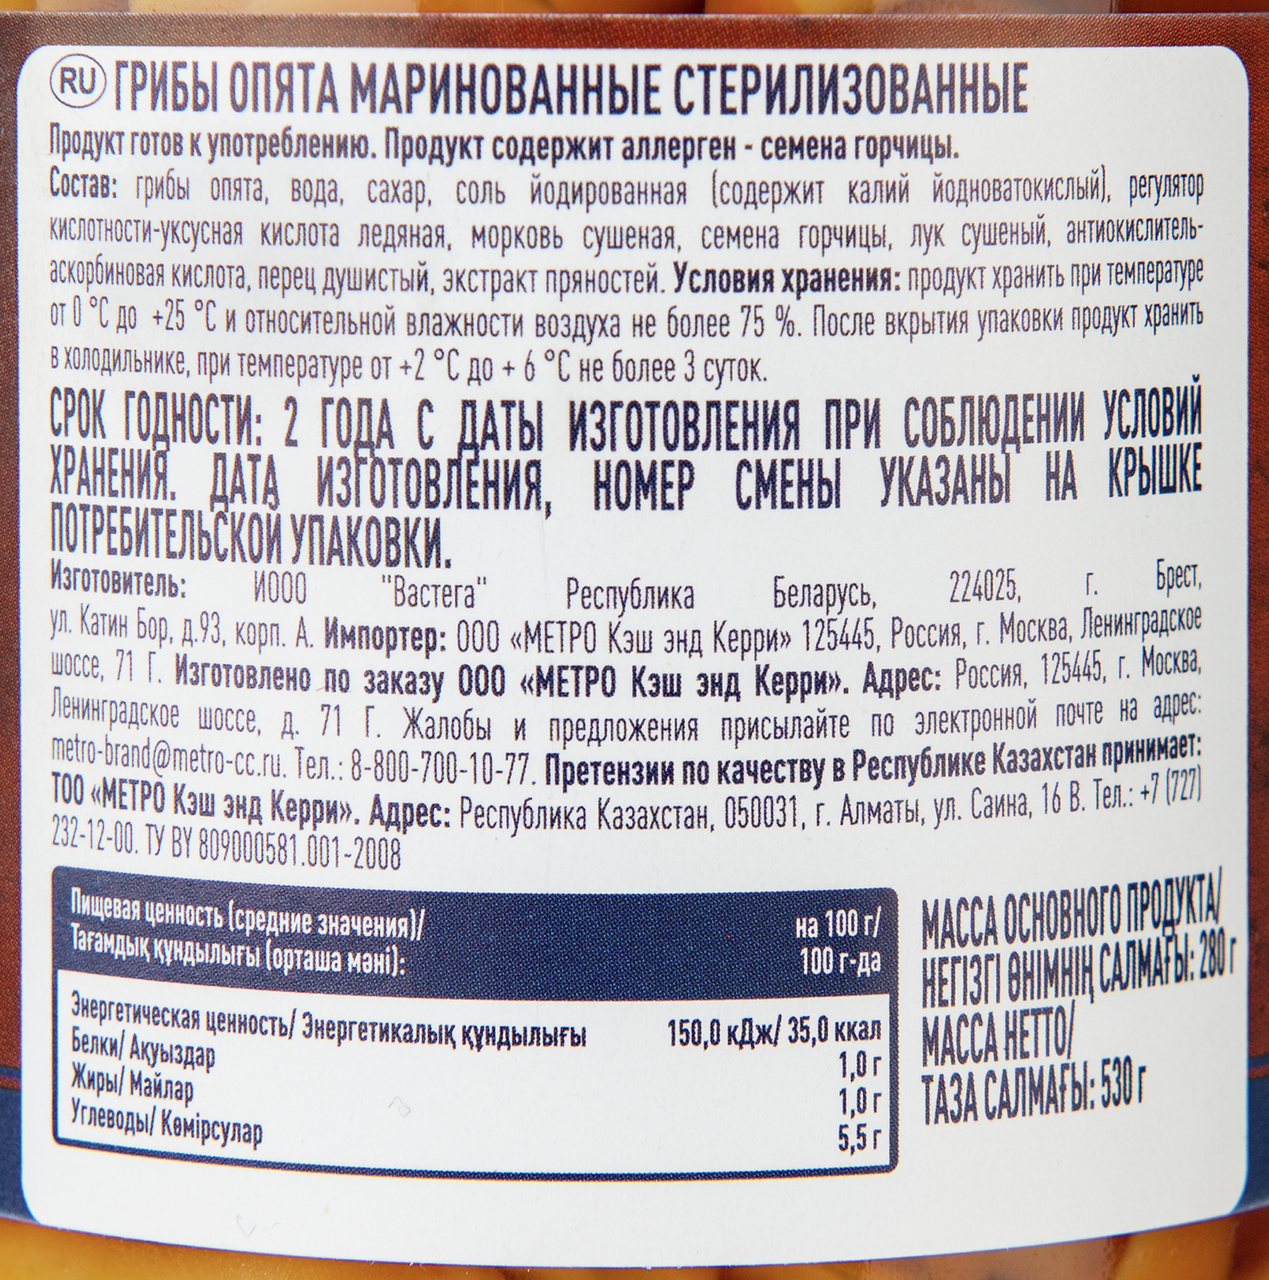 RU ГРИБЫ ОПЯТА МАРИНОВАННЫЕ СТЕРИЛИЗОВАННЫЕ
Продукт готов к употреблению. Продукт содержит аллерген - семена горчицы.
Состав: грибы опята, вода, сахар, соль йодированная (содержит калий йодноватокислый), регулятор
кислотности-уксусная кислота ледяная, морковь сушеная, семена горчицы, лук сушеный, антиокислитель-
аскорбиновая кислота, перец душистый, экстракт пряностей. Условия хранения: продукт хранить при температуре
от 0 °С до +25 °С и относительной влажности воздуха не более 75 %. После вкрытия упаковки продукт хранить
в холодильнике, при температуре от +2 °С до + 6 °С не более 3 суток.
СРОК ГОДНОСТИ: 2 ГОДА С ДАТЫ ИЗГОТОВЛЕНИЯ ПРИ СОБЛЮДЕНИИ УСЛОВИЙ
ХРАНЕНИЯ. ДАТА ИЗГОТОВЛЕНИЯ, НОМЕР СМЕНЫ УКАЗАНЫ НА КРЫШКЕ
ПОТРЕБИТЕЛЬСКОЙ УПАКОВКИ.
Изготовитель: ИООО "Вастега" Республика Беларусь, 224025, г. Брест,
ул. Катин Бор, д.93, корп. А. Импортер: ООО «МЕТРО Кэш энд Керри» 125445, Россия, г. Москва, Ленинградское
шоссе, 71 Г. Изготовлено по заказу ООО «МЕТРО Кэш энд Керри». Адрес: Россия, 125445, г. Москва,
Ленинградское шоссе, д. 71 Г. Жалобы и предложения присылайте по электронной почте на адрес:
metro-brand@metro-cc.ru. Тел.: 8-800-700-10-77. Претензии по качеству в Республике Казахстан принимает:
ТОО «МЕТРО Кэш энд Керри». Адрес: Республика Казахстан, 050031, г. Алматы, ул. Саина, 16 В. Тел.: +7 (727)
232-12-00. ТУ BY 809000581.001-2008
Пищевая ценность (средние значения)/ на 100 г/
Тағамдық құндылығы (орташа мәні): 100 г-да
Энергетическая ценность/ Энергетикалық құндылығы 150,0 кДж/ 35,0 ккал
Белки/ Ақуыздар 1,0 г
Жиры/ Майлар 1,0 г
Углеводы/ Көмірсулар 5,5 г
МАССА ОСНОВНОГО ПРОДУКТА/
НЕГІЗГІ ӨНІМНІҢ САЛМАҒЫ: 280 г
МАССА НЕТТО/
ТАЗА САЛМАҒЫ: 530 г